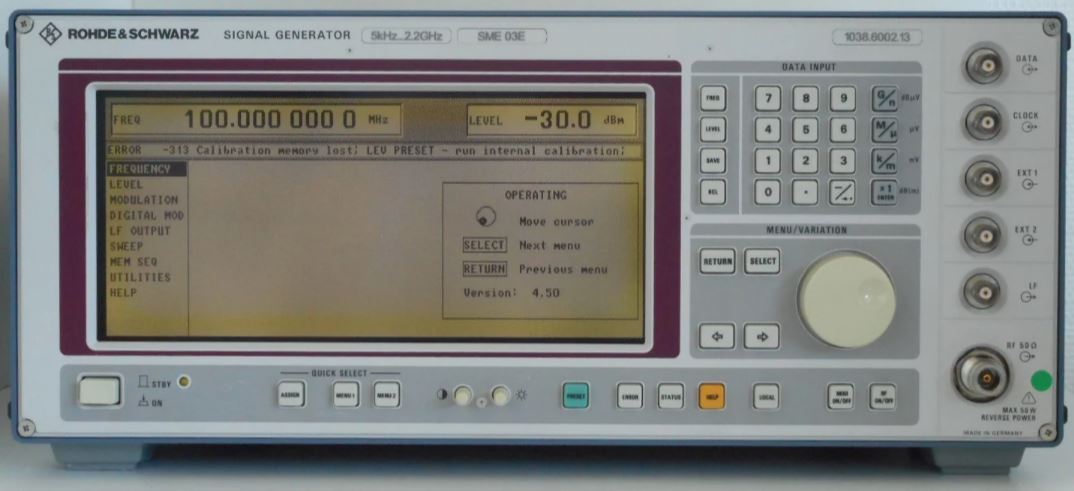 ROHDE & SCHWARZ SIGNAL GENERATOR 5kHz...2.2GHz SME 03E 1038.6002.13
FREQ 100.000 000 0 MHz LEVEL -30.0 dBm
ERROR -313 Calibration memory lost; LEV PRESET - run internal calibration;
FREQUENCY
LEVEL
MODULATION
DIGITAL MOD
LF OUTPUT
SWEEP
MEM SEQ
UTILITIES
HELP
OPERATING
Move cursor
SELECT Next menu
RETURN Previous menu
Version: 4.50
DATA INPUT
FREQ 7 8 9 G/n dBµV
LEVEL 4 5 6 M/µ µV
SAVE 1 2 3 k/m mV
RCL 0 . -/← x1 ENTER dB(m)
MENU/VARIATION
RETURN SELECT
DATA
CLOCK
EXT 1
EXT 2
LF
RF 50 Ω
MAX 50 W
REVERSE POWER
MADE IN GERMANY
STBY
ON
QUICK SELECT
ASSIGN MENU 1 MENU 2
PRESET ERROR STATUS HELP LOCAL MOD ON/OFF RF ON/OFF